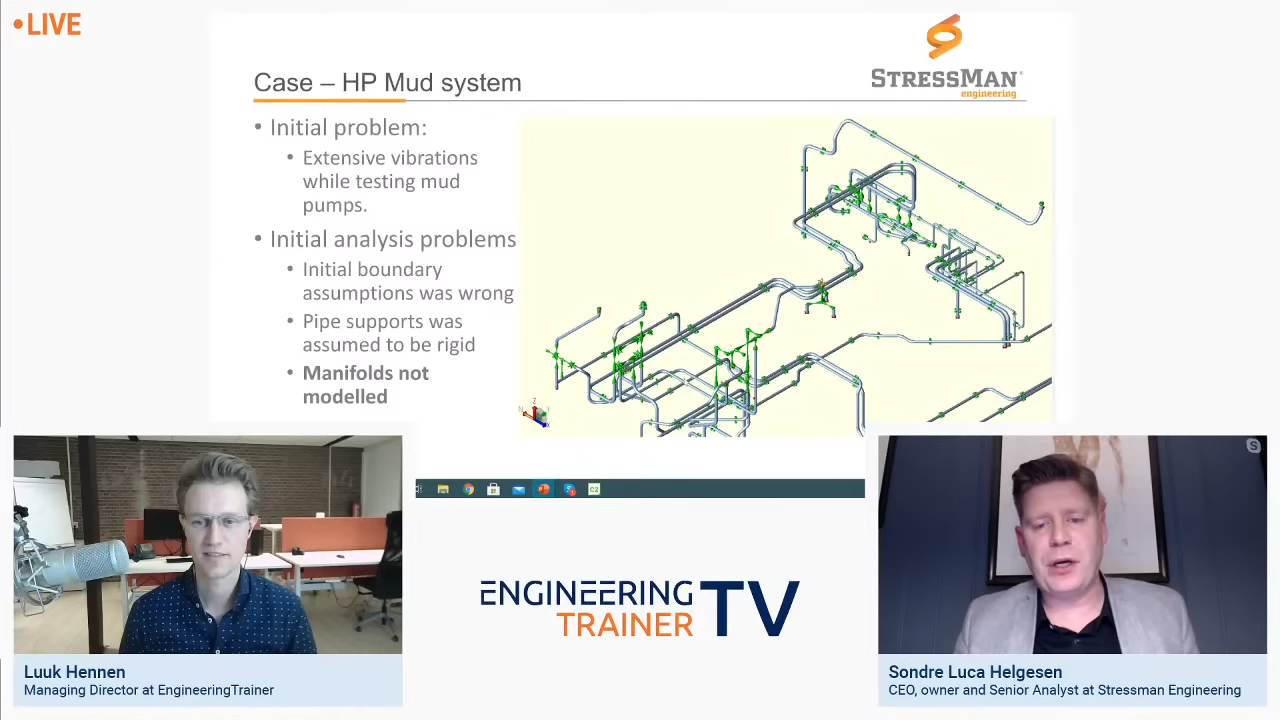 •LIVE
STRESSMAN®
engineering
Case – HP Mud system
• Initial problem:
• Extensive vibrations
while testing mud
pumps.
• Initial analysis problems
• Initial boundary
assumptions was wrong
• Pipe supports was
assumed to be rigid
• Manifolds not
modelled
Z
N
X
S
C2
ENGINEERING
TRAINER
TV
Luuk Hennen
Managing Director at EngineeringTrainer
Sondre Luca Helgesen
CEO, owner and Senior Analyst at Stressman Engineering